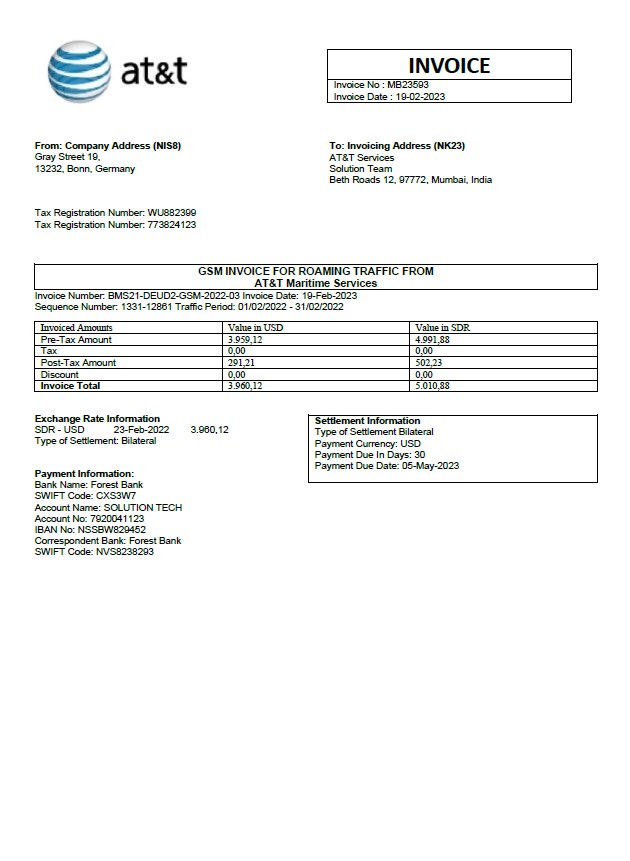 at&t
INVOICE
Invoice No : MB23593
Invoice Date : 19-02-2023
From: Company Address (NIS8)
Gray Street 19,
13232, Bonn, Germany
To: Invoicing Address (NK23)
AT&T Services
Solution Team
Beth Roads 12, 97772, Mumbai, India
Tax Registration Number: WU882399
Tax Registration Number: 773824123
GSM INVOICE FOR ROAMING TRAFFIC FROM
AT&T Maritime Services
Invoice Number: BMS21-DEUD2-GSM-2022-03 Invoice Date: 19-Feb-2023
Sequence Number: 1331-12861 Traffic Period: 01/02/2022 - 31/02/2022
Invoiced Amounts Value in USD Value in SDR
Pre-Tax Amount 3.959,12 4.991,88
Tax 0,00 0,00
Post-Tax Amount 291,21 502,23
Discount 0,00 0,00
Invoice Total 3.960,12 5.010,88
Exchange Rate Information
SDR - USD 23-Feb-2022 3.960,12
Type of Settlement: Bilateral
Settlement Information
Type of Settlement Bilateral
Payment Currency: USD
Payment Due In Days: 30
Payment Due Date: 05-May-2023
Payment Information:
Bank Name: Forest Bank
SWIFT Code: CXS3W7
Account Name: SOLUTION TECH
Account No: 7920041123
IBAN No: NSSBW829452
Correspondent Bank: Forest Bank
SWIFT Code: NVS8238293